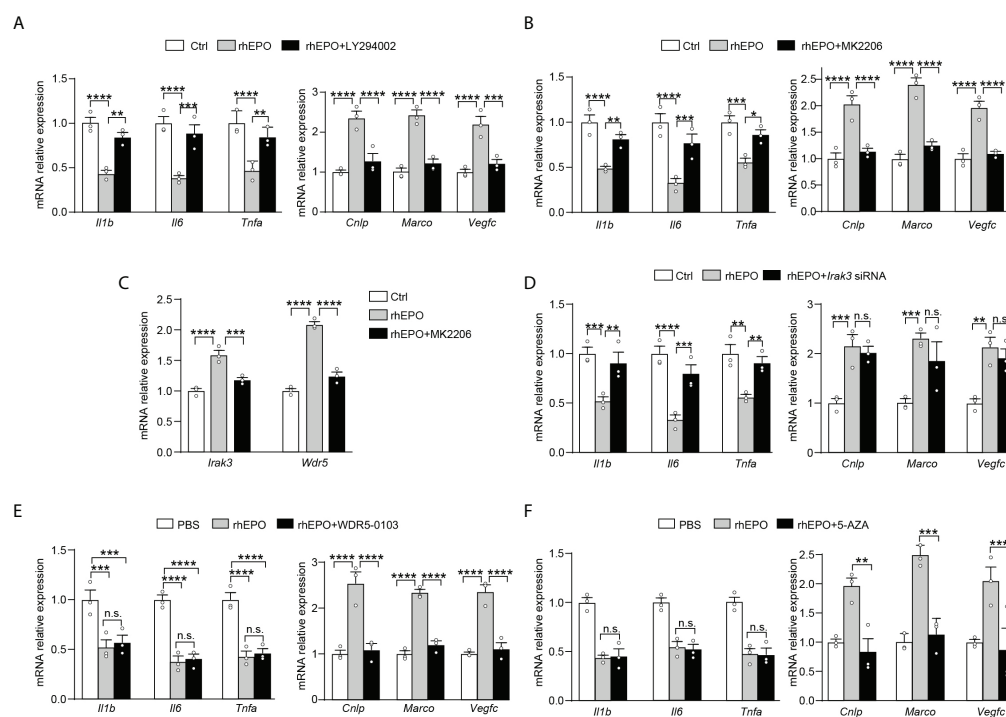 A
Ctrl rhEPO rhEPO+LY294002
mRNA relative expression
1.5
1.0
0.5
0.0
**** **** ****
** *** **
Il1b Il6 Tnfa
mRNA relative expression
3
2
1
0
**** **** **** **** **** ***
Cnlp Marco Vegfc
B
Ctrl rhEPO rhEPO+MK2206
mRNA relative expression
1.5
1.0
0.5
0.0
**** **** ***
** *** *
Il1b Il6 Tnfa
mRNA relative expression
2.5
2.0
1.5
1.0
0.5
0.0
**** **** **** **** **** ****
Cnlp Marco Vegfc
C
Ctrl
rhEPO
rhEPO+MK2206
mRNA relative expression
2.5
2.0
1.5
1.0
0.5
0.0
**** *** **** ****
Irak3 Wdr5
D
Ctrl rhEPO rhEPO+Irak3 siRNA
mRNA relative expression
1.5
1.0
0.5
0.0
*** ** **** *** ** **
Il1b Il6 Tnfa
mRNA relative expression
3
2
1
0
*** n.s. *** n.s. ** n.s.
Cnlp Marco Vegfc
E
PBS rhEPO rhEPO+WDR5-0103
mRNA relative expression
1.5
1.0
0.5
0.0
*** **** ****
*** **** ****
n.s. n.s. n.s.
Il1b Il6 Tnfa
mRNA relative expression
3
2
1
0
**** **** **** **** **** ****
Cnlp Marco Vegfc
F
PBS rhEPO rhEPO+5-AZA
mRNA relative expression
1.5
1.0
0.5
0.0
n.s. n.s. n.s.
Il1b Il6 Tnfa
mRNA relative expression
2.5
2.0
1.5
1.0
0.5
0.0
** *** ***
Cnlp Marco Vegfc